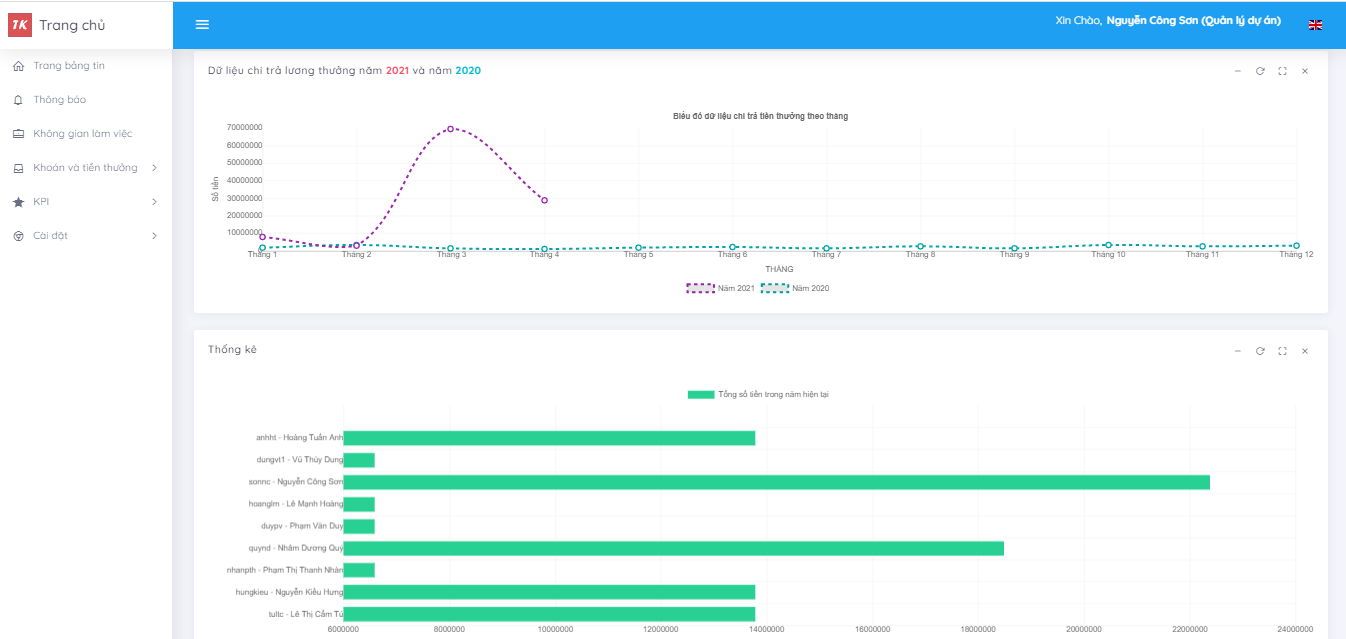 TK Trang chủ
Xin Chào, Nguyễn Công Sơn (Quản lý dự án)
Trang bảng tin
Thông báo
Không gian làm việc
Khoán và tiền thưởng
KPI
Cài đặt
Dữ liệu chi trả lương thưởng năm 2021 và năm 2020
Biểu đồ dữ liệu chi trả tiền thưởng theo tháng
Số tiền
70000000
60000000
50000000
40000000
30000000
20000000
10000000
Tháng 1 Tháng 2 Tháng 3 Tháng 4 Tháng 5 Tháng 6 Tháng 7 Tháng 8 Tháng 9 Tháng 10 Tháng 11 Tháng 12
THÁNG
Năm 2021 Năm 2020
Thống kê
Tổng số tiền trong năm hiện tại
anhht - Hoàng Tuấn Anh
dungvt1 - Vũ Thùy Dung
sonnc - Nguyễn Công Sơn
hoanglm - Lê Mạnh Hoàng
duypv - Phạm Văn Duy
quynd - Nhâm Dương Quý
nhanpth - Phạm Thị Thanh Nhàn
hungkieu - Nguyễn Kiều Hưng
tultc - Lê Thị Cẩm Tú
6000000 8000000 10000000 12000000 14000000 16000000 18000000 20000000 22000000 24000000